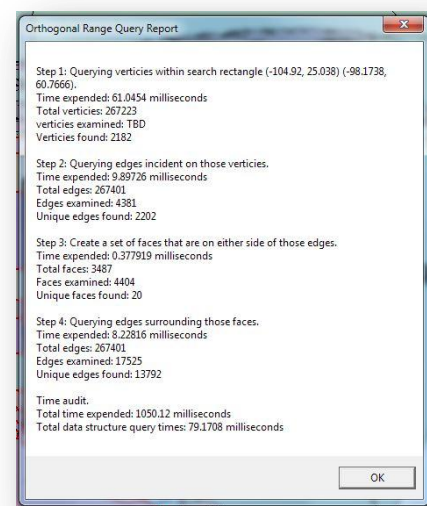 Orthogonal Range Query Report
Step 1: Querying verticies within search rectangle (-104.92, 25.038) (-98.1738,
60.7666).
Time expended: 61.0454 milliseconds
Total verticies: 267223
verticies examined: TBD
Verticies found: 2182
Step 2: Querying edges incident on those verticies.
Time expended: 9.89726 milliseconds
Total edges: 267401
Edges examined: 4381
Unique edges found: 2202
Step 3: Create a set of faces that are on either side of those edges.
Time expended: 0.377919 milliseconds
Total faces: 3487
Faces examined: 4404
Unique faces found: 20
Step 4: Querying edges surrounding those faces.
Time expended: 8.22816 milliseconds
Total edges: 267401
Edges examined: 17525
Unique edges found: 13792
Time audit.
Total time expended: 1050.12 milliseconds
Total data structure query times: 79.1708 milliseconds
OK